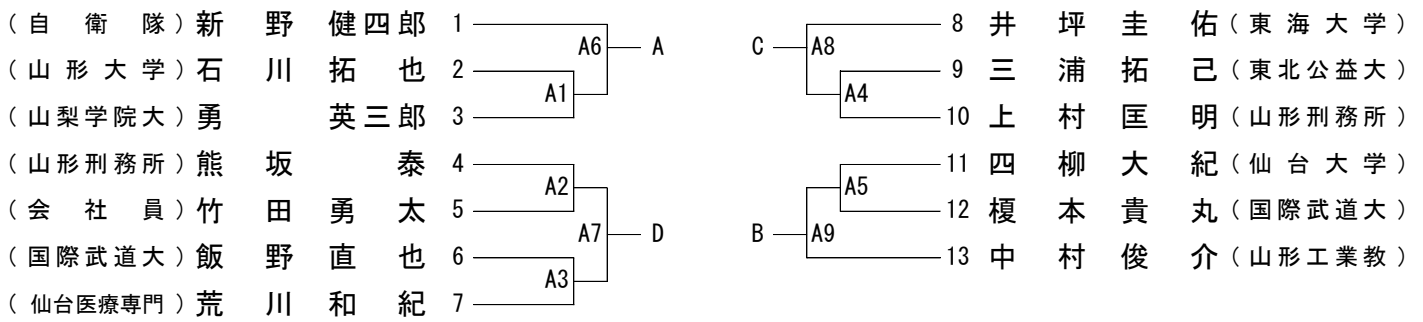 (自衛隊)新野健四郎 1
(山形大学)石川拓也 2
(山梨学院大)勇英三郎 3
(山形刑務所)熊坂泰 4
(会社員)竹田勇太 5
(国際武道大)飯野直也 6
(仙台医療専門)荒川和紀 7
A6
A
A1
A2
A7
D
A3
8 井坪圭佑(東海大学)
9 三浦拓己(東北公益大)
10 上村匡明(山形刑務所)
11 四柳大紀(仙台大学)
12 榎本貴丸(国際武道大)
13 中村俊介(山形工業教)
C
A8
A4
A5
B
A9